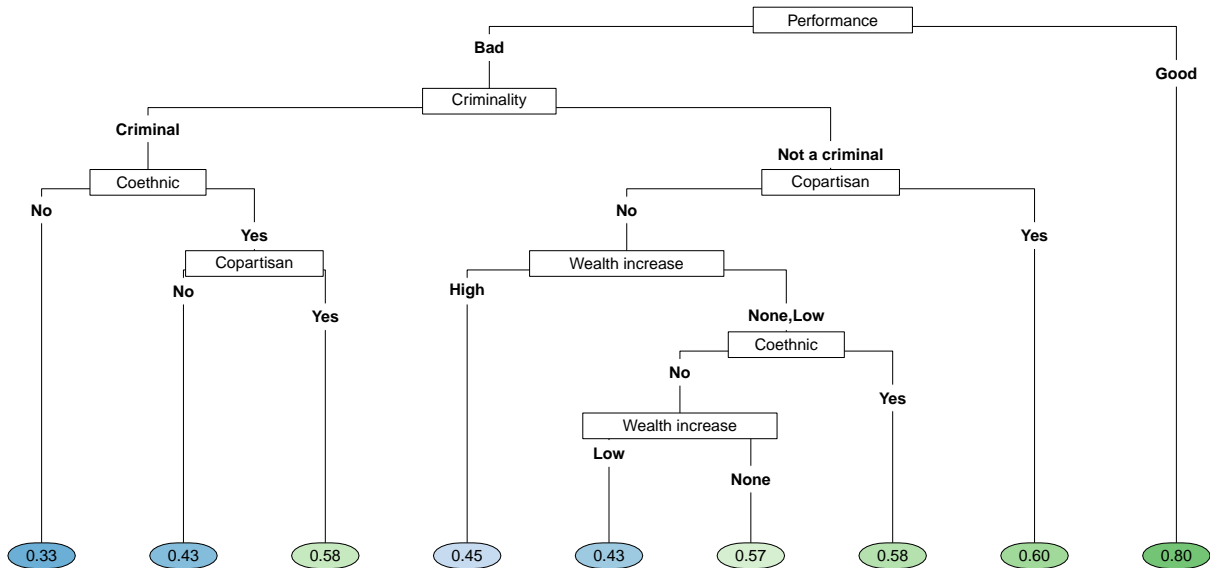 Performance
Bad
Good
Criminality
Criminal
Not a criminal
Coethnic
Copartisan
No
No
Yes
Yes
Yes
Copartisan
Wealth increase
No
High
Yes
None,Low
Coethnic
No
Yes
Wealth increase
Low
None
0.33
0.43
0.58
0.45
0.43
0.57
0.58
0.60
0.80